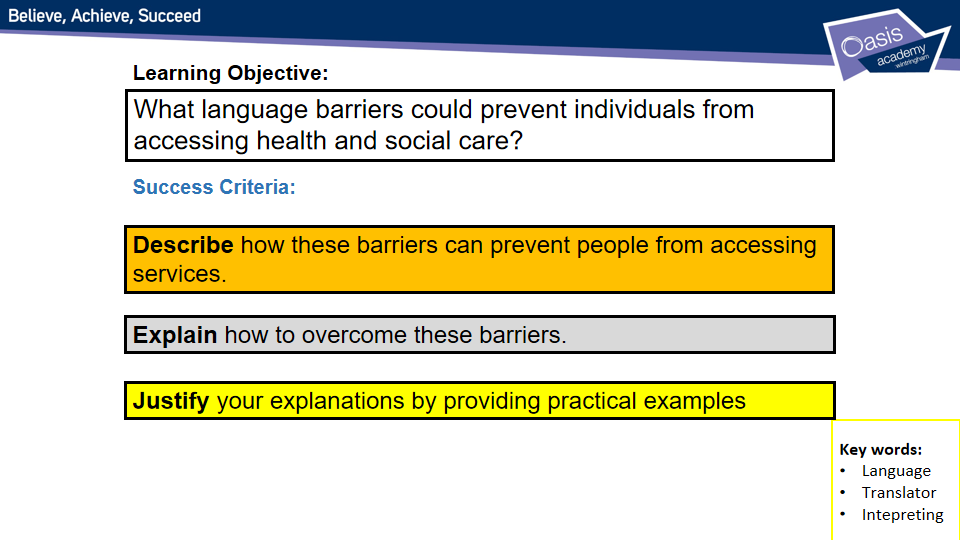 Believe, Achieve, Succeed
Oasis
academy
wintringham
Learning Objective:
What language barriers could prevent individuals from
accessing health and social care?
Success Criteria:
Describe how these barriers can prevent people from accessing
services.
Explain how to overcome these barriers.
Justify your explanations by providing practical examples
Key words:
• Language
• Translator
• Intepreting